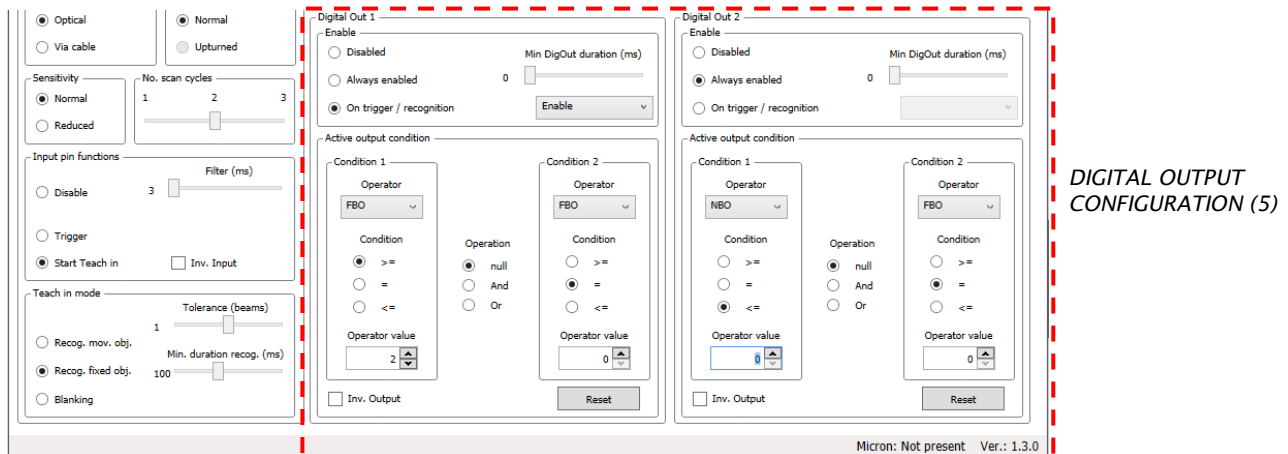 Optical
Normal
Via cable
Upturned
Sensitivity
Normal
Reduced
No. scan cycles
1 2 3
Input pin functions
Filter (ms)
Disable
3
Trigger
Start Teach in
Inv. Input
Teach in mode
Tolerance (beams)
1
Recog. mov. obj.
Min. duration recog. (ms)
Recog. fixed obj.
100
Blanking
Digital Out 1
Enable
Disabled
Min DigOut duration (ms)
Always enabled
0
On trigger / recognition
Enable
Active output condition
Condition 1
Operator
FBO
Condition
>=
=
<=
Operator value
2
Operation
null
And
Or
Condition 2
Operator
FBO
Condition
>=
=
<=
Operator value
0
Inv. Output
Reset
Digital Out 2
Enable
Disabled
Min DigOut duration (ms)
Always enabled
0
On trigger / recognition
Active output condition
Condition 1
Operator
NBO
Condition
>=
=
<=
Operator value
0
Operation
null
And
Or
Condition 2
Operator
FBO
Condition
>=
=
<=
Operator value
0
Inv. Output
Reset
Micron: Not present Ver.: 1.3.0
DIGITAL OUTPUT
CONFIGURATION (5)